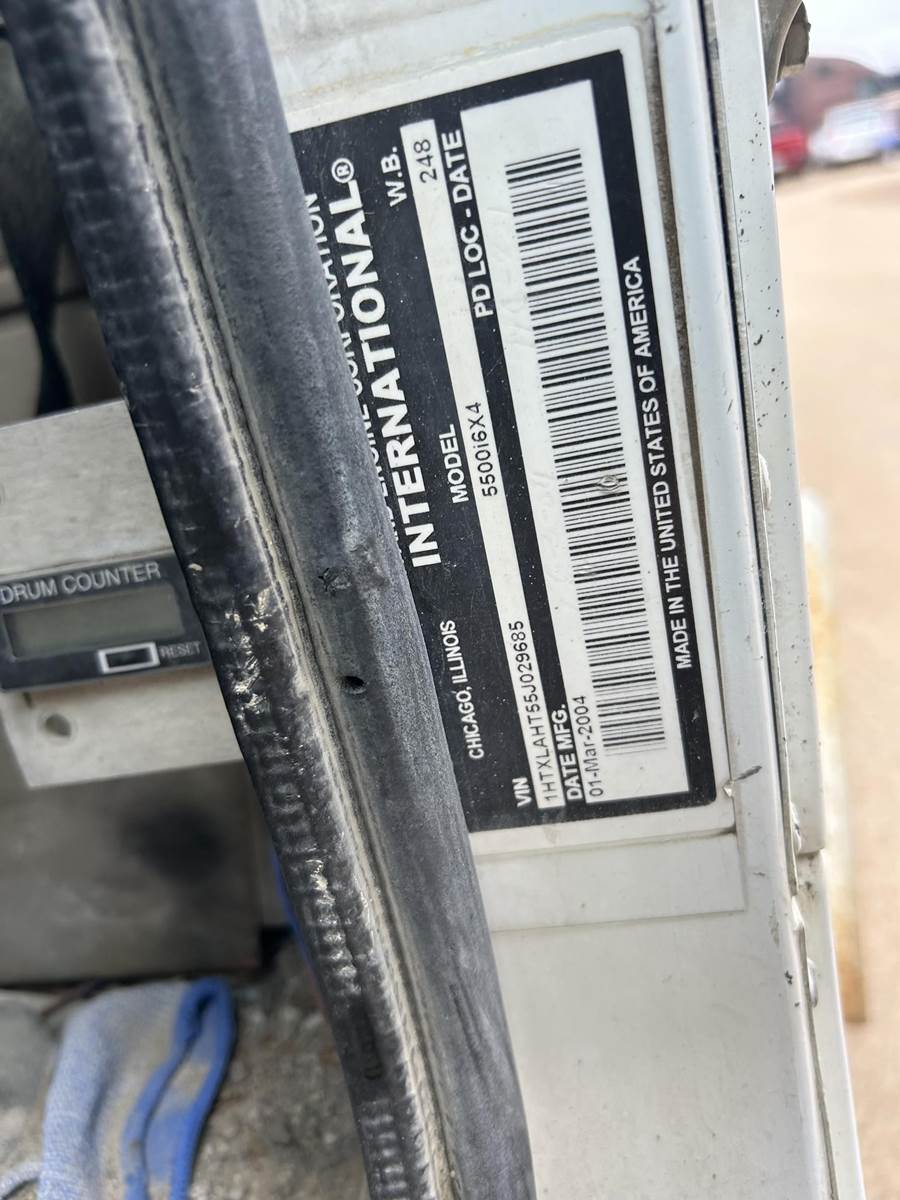 CORPORATION
INTERNATIONAL®
CHICAGO, ILLINOIS
MODEL
W.B.
5500i6X4
248
VIN
PD LOC - DATE
1HTXLAHT55J029685
DATE MFG.
01-Mar-2004
MADE IN THE UNITED STATES OF AMERICA
DRUM COUNTER
RESET